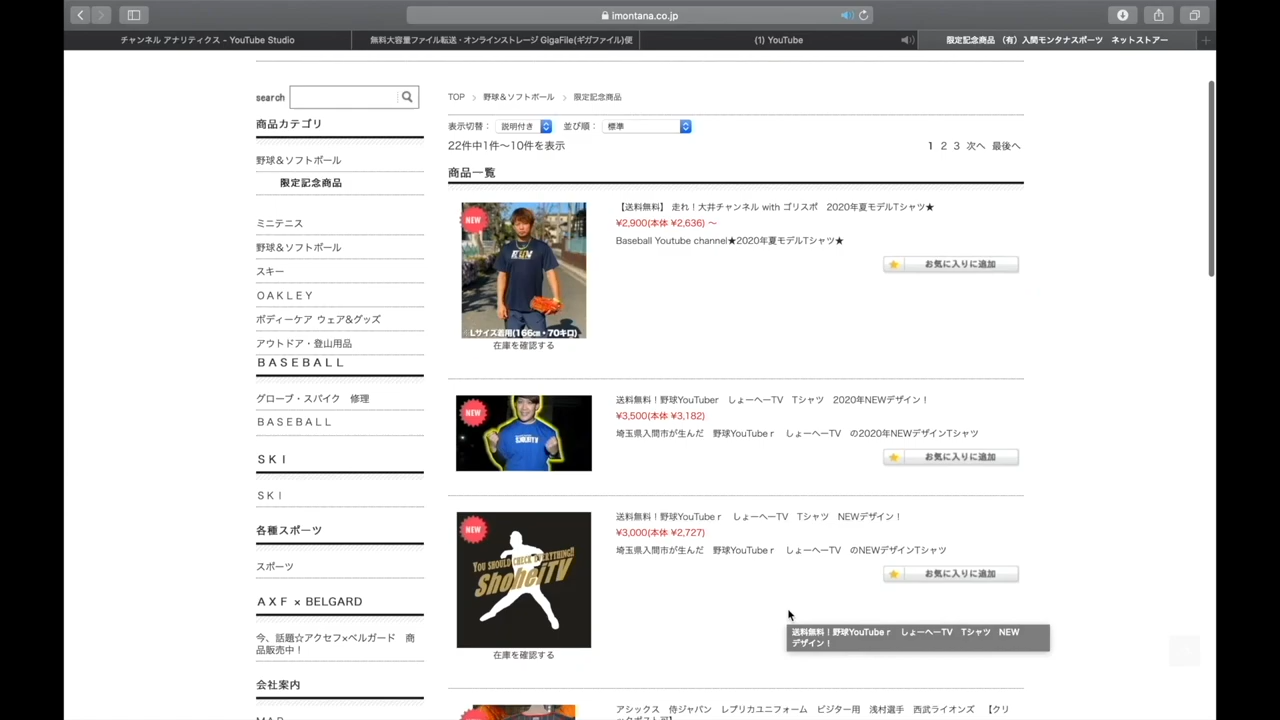 imontana.co.jp
チャンネル アナリティクス - YouTube Studio
無料大容量ファイル転送・オンラインストレージ GigaFile(ギガファイル)便
(1) YouTube
限定記念商品 （有）入間モンタナスポーツ ネットストアー
search
商品カテゴリ
野球＆ソフトボール
限定記念商品
ミニテニス
野球＆ソフトボール
スキー
ＯＡＫＬＥＹ
ボディーケア ウェア&グッズ
アウトドア・登山用品
ＢＡＳＥＢＡＬＬ
グローブ・スパイク 修理
ＢＡＳＥＢＡＬＬ
ＳＫＩ
ＳＫＩ
各種スポーツ
スポーツ
ＡＸＦ × BELGARD
今、話題☆アクセフ×ベルガード 商
品販売中！
会社案内
ＭＡＰ
TOP > 野球＆ソフトボール > 限定記念商品
表示切替： 説明付き 並び順： 標準
22件中1件〜10件を表示
1 2 3 次へ 最後へ
商品一覧
NEW
RUN
Lサイズ着用(166㎝・70キロ)
在庫を確認する
【送料無料】 走れ！大井チャンネル with ゴリスポ 2020年夏モデルTシャツ★
¥2,900(本体 ¥2,636) 〜
Baseball Youtube channel★2020年夏モデルTシャツ★
お気に入りに追加
NEW
SHOHEITV
送料無料！野球YouTuber しょーへーTV Tシャツ 2020年NEWデザイン！
¥3,500(本体 ¥3,182)
埼玉県入間市が生んだ 野球YouTubeｒ しょーへーTV の2020年NEWデザインTシャツ
お気に入りに追加
NEW
YOU SHOULD CHECK EVERYTHING!!
ShoheiTV
在庫を確認する
送料無料！野球YouTubeｒ しょーへーTV Tシャツ NEWデザイン！
¥3,000(本体 ¥2,727)
埼玉県入間市が生んだ 野球YouTubeｒ しょーへーTV のNEWデザインTシャツ
お気に入りに追加
送料無料！野球YouTubeｒ しょーへーTV Tシャツ NEW
デザイン！
アシックス 侍ジャパン レプリカユニフォーム ビジター用 浅村選手 西武ライオンズ 【クリ
ックポスト可】